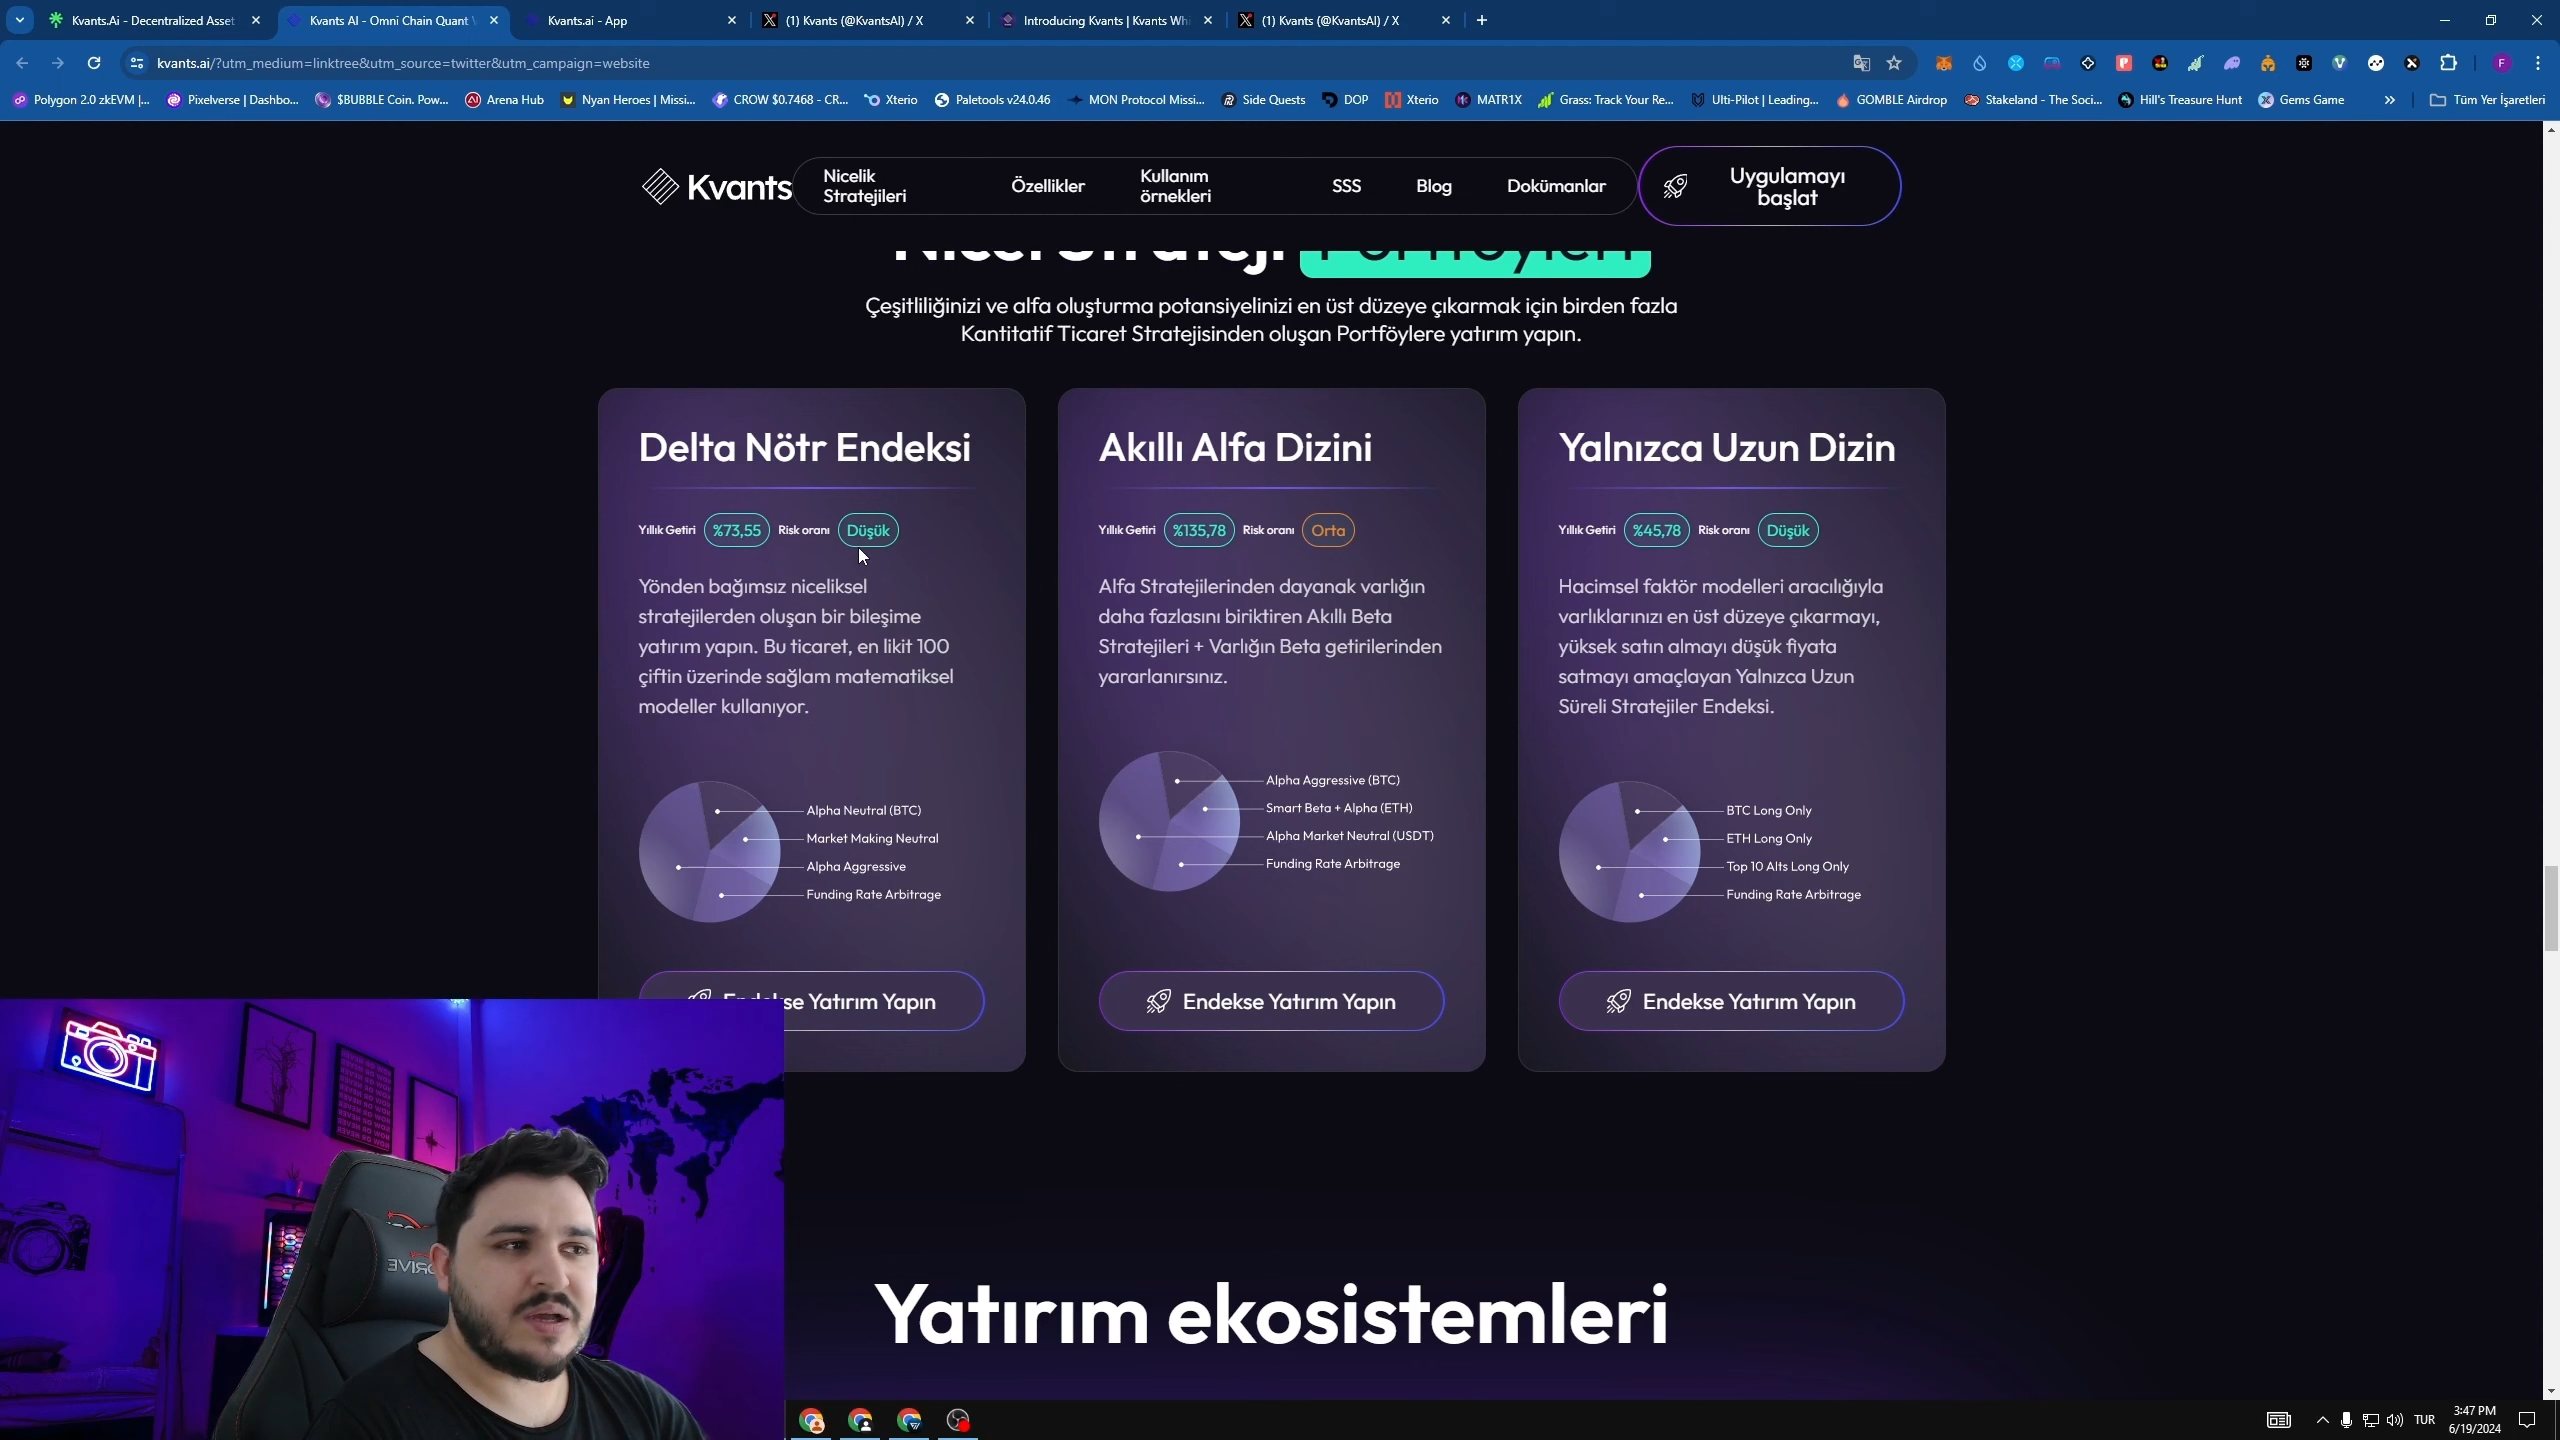 Kvants.Ai - Decentralized Asset
Kvants AI - Omni Chain Quant
Kvants.ai - App
(1) Kvants (@KvantsAI) / X
Introducing Kvants | Kvants Wh
(1) Kvants (@KvantsAI) / X
kvants.ai/?utm_medium=linktree&utm_source=twitter&utm_campaign=website
Polygon 2.0 zkEVM |...
Pixelverse | Dashbo...
$BUBBLE Coin. Pow...
Arena Hub
Nyan Heroes | Missi...
CROW $0.7468 - CR...
Xterio
Paletools v24.0.46
MON Protocol Missi...
Side Quests
DOP
Xterio
MATR1X
Grass: Track Your Re...
Ulti-Pilot | Leading...
GOMBLE Airdrop
Stakeland - The Soci...
Hill's Treasure Hunt
Gems Game
Tüm Yer İşaretleri
Kvants
Nicelik
Stratejileri
Özellikler
Kullanım
örnekleri
SSS
Blog
Dokümanlar
Uygulamayı
başlat
Nicel Strateji Portföyleri
Çeşitliliğinizi ve alfa oluşturma potansiyelinizi en üst düzeye çıkarmak için birden fazla
Kantitatif Ticaret Stratejisinden oluşan Portföylere yatırım yapın.
Delta Nötr Endeksi
Yıllık Getiri %73,55 Risk oranı Düşük
Yönden bağımsız niceliksel
stratejilerden oluşan bir bileşime
yatırım yapın. Bu ticaret, en likit 100
çiftin üzerinde sağlam matematiksel
modeller kullanıyor.
Alpha Neutral (BTC)
Market Making Neutral
Alpha Aggressive
Funding Rate Arbitrage
Endekse Yatırım Yapın
Akıllı Alfa Dizini
Yıllık Getiri %135,78 Risk oranı Orta
Alfa Stratejilerinden dayanak varlığın
daha fazlasını biriktiren Akıllı Beta
Stratejileri + Varlığın Beta getirilerinden
yararlanırsınız.
Alpha Aggressive (BTC)
Smart Beta + Alpha (ETH)
Alpha Market Neutral (USDT)
Funding Rate Arbitrage
Endekse Yatırım Yapın
Yalnızca Uzun Dizin
Yıllık Getiri %45,78 Risk oranı Düşük
Hacimsel faktör modelleri aracılığıyla
varlıklarınızı en üst düzeye çıkarmayı,
yüksek satın almayı düşük fiyata
satmayı amaçlayan Yalnızca Uzun
Süreli Stratejiler Endeksi.
BTC Long Only
ETH Long Only
Top 10 Alts Long Only
Funding Rate Arbitrage
Endekse Yatırım Yapın
Yatırım ekosistemleri
TUR
3:47 PM
6/19/2024